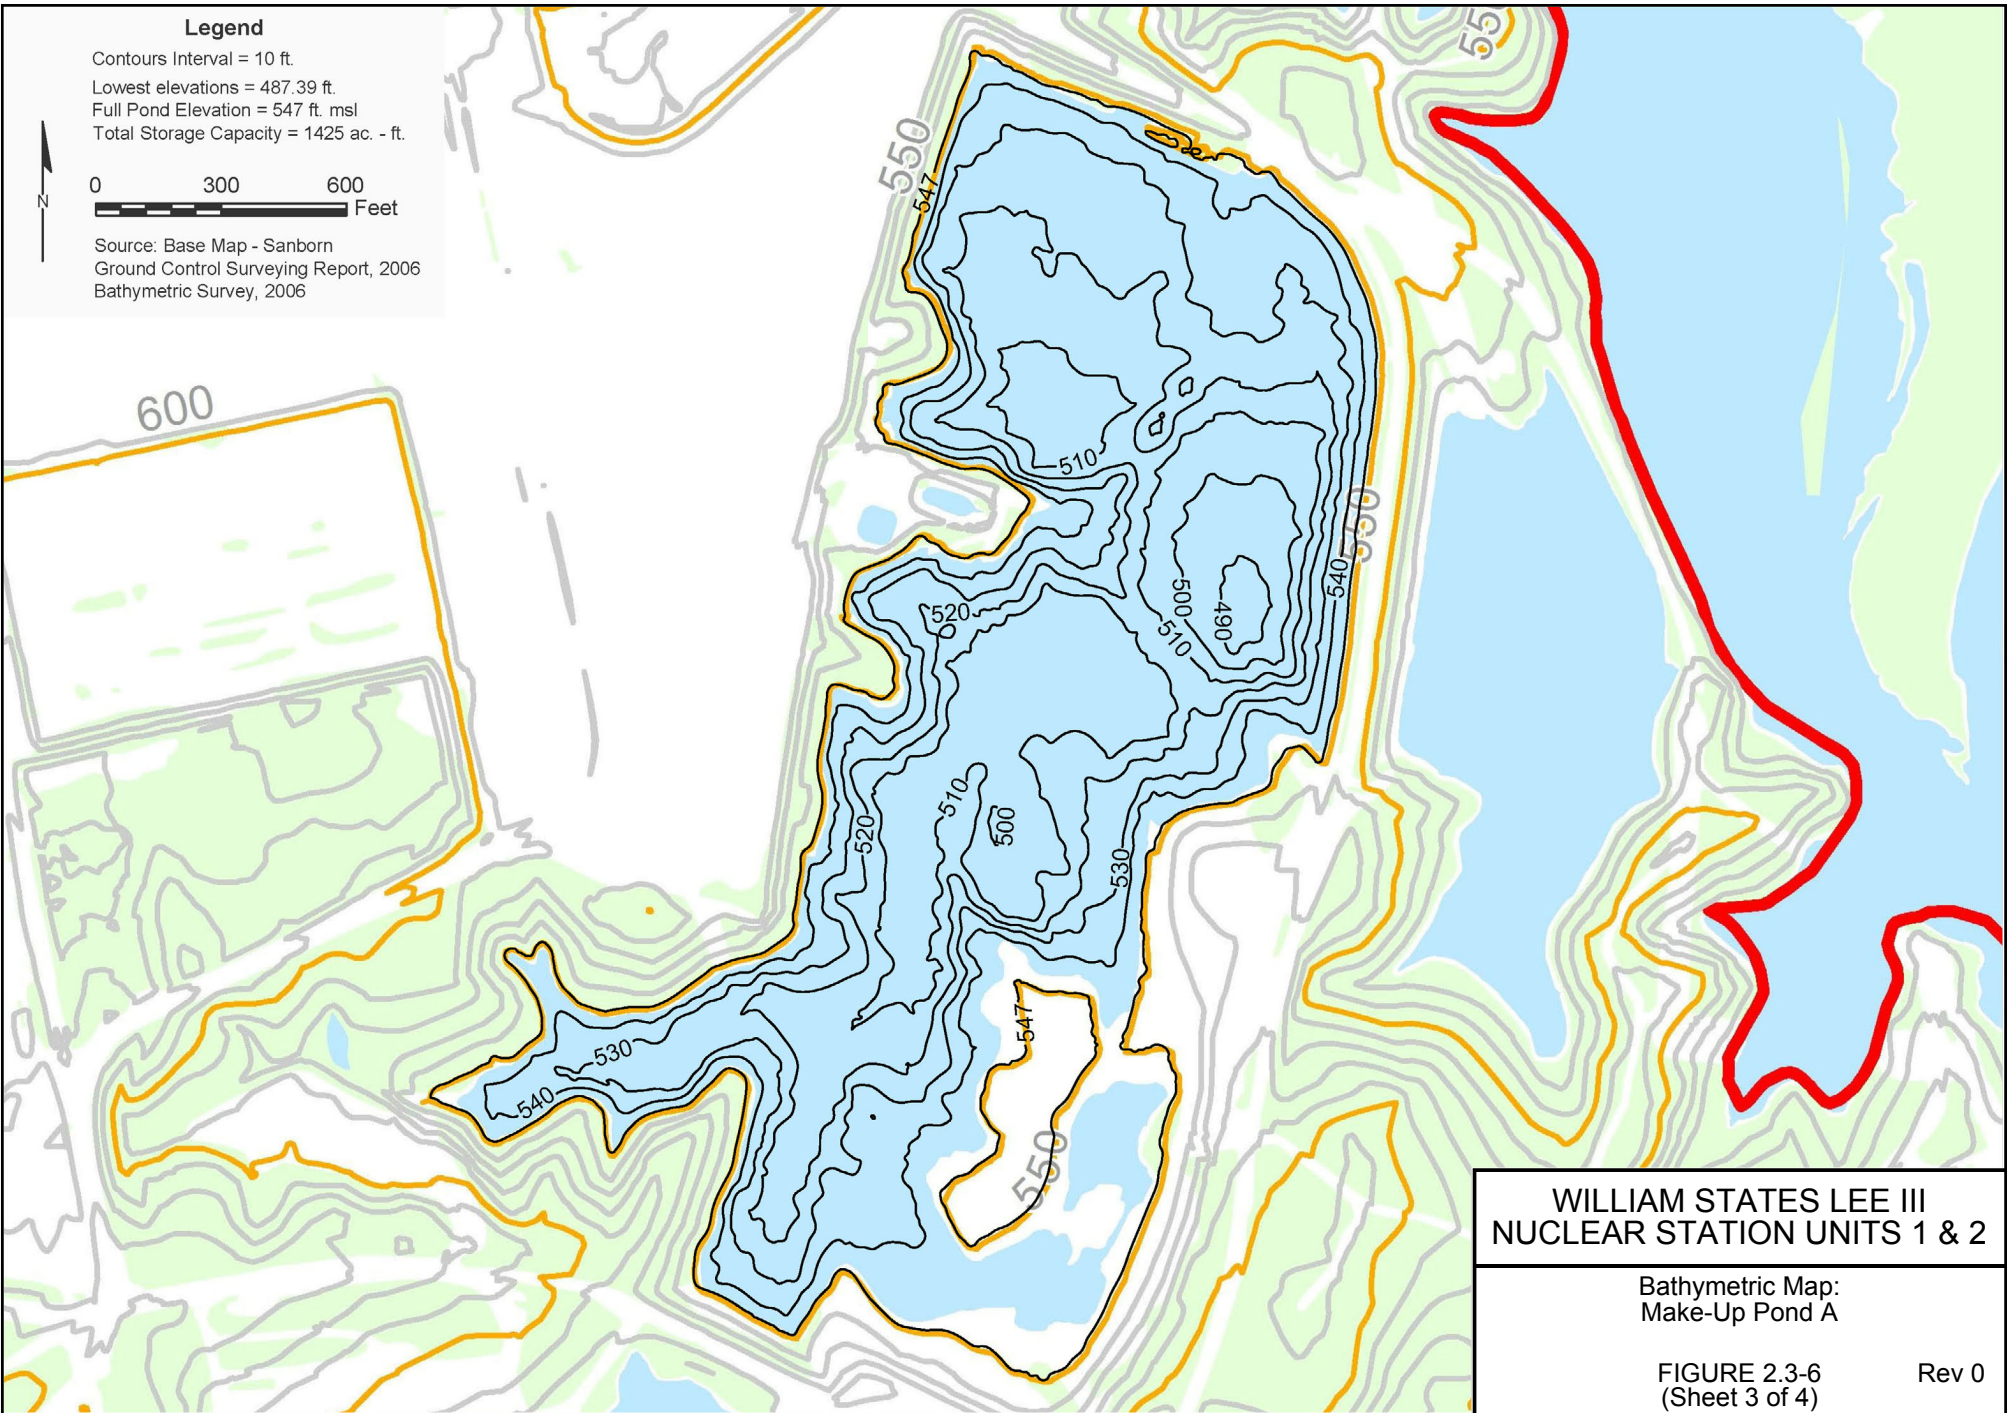 Legend
Contours Interval = 10 ft.
Lowest elevations = 487.39 ft.
Full Pond Elevation = 547 ft. msl
Total Storage Capacity = 1425 ac. - ft.
N
0 300 600
Feet
Source: Base Map - Sanborn
Ground Control Surveying Report, 2006
Bathymetric Survey, 2006
550
550
547
600
510
550
540
500
490
510
520
510
500
520
530
530
540
547
550
WILLIAM STATES LEE III
NUCLEAR STATION UNITS 1 & 2
Bathymetric Map:
Make-Up Pond A
FIGURE 2.3-6 Rev 0
(Sheet 3 of 4)